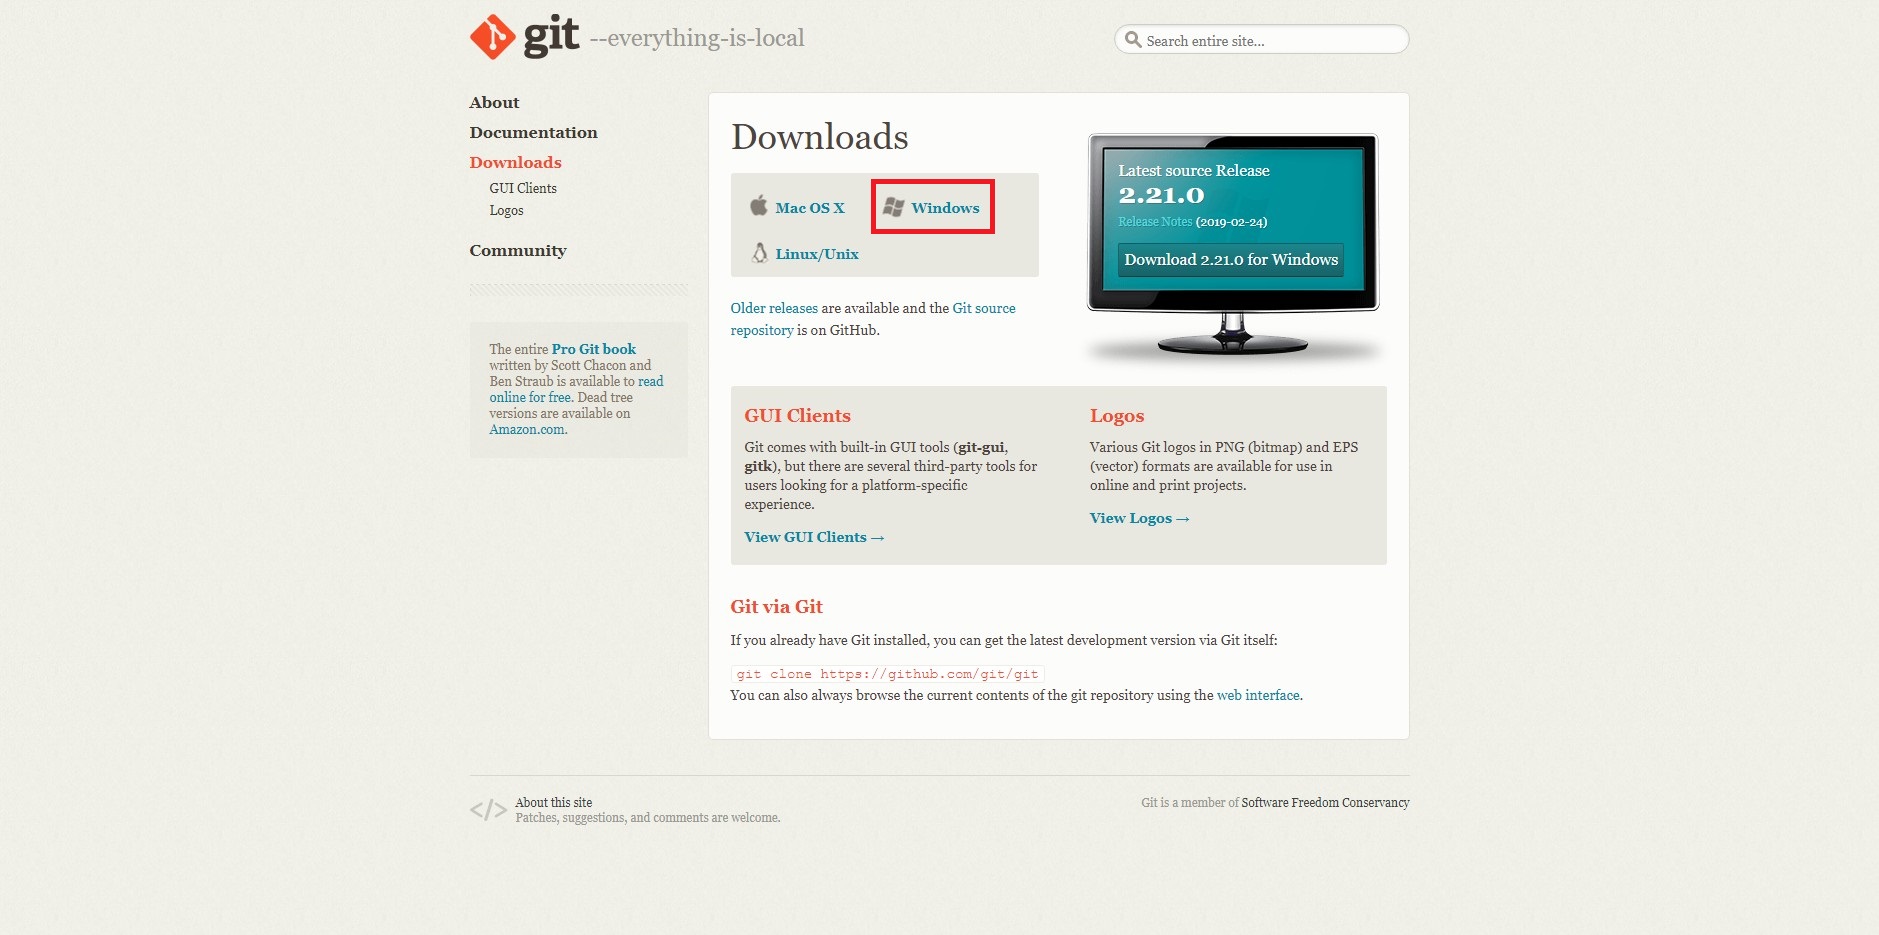 git --everything-is-local
Search entire site...
About
Documentation
Downloads
GUI Clients
Logos
Community
The entire Pro Git book
written by Scott Chacon and
Ben Straub is available to read
online for free. Dead tree
versions are available on
Amazon.com.
Downloads
Mac OS X
Windows
Linux/Unix
Older releases are available and the Git source
repository is on GitHub.
Latest source Release
2.21.0
Release Notes (2019-02-24)
Download 2.21.0 for Windows
GUI Clients
Git comes with built-in GUI tools (git-gui,
gitk), but there are several third-party tools for
users looking for a platform-specific
experience.
View GUI Clients →
Logos
Various Git logos in PNG (bitmap) and EPS
(vector) formats are available for use in
online and print projects.
View Logos →
Git via Git
If you already have Git installed, you can get the latest development version via Git itself:
git clone https://github.com/git/git
You can also always browse the current contents of the git repository using the web interface.
</> About this site
Patches, suggestions, and comments are welcome.
Git is a member of Software Freedom Conservancy